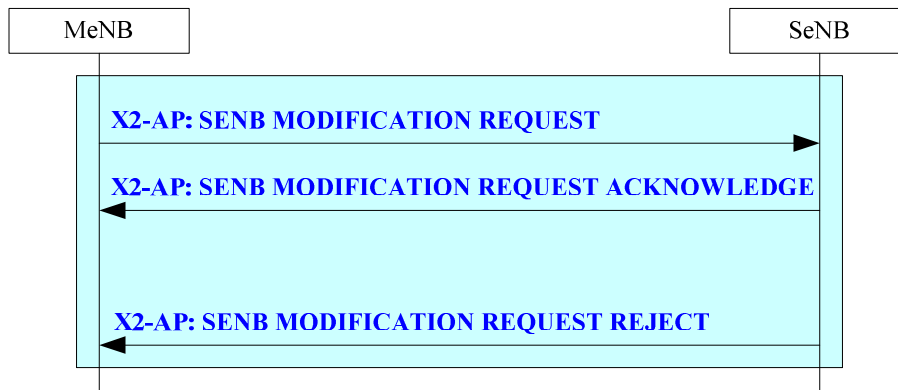 MeNB
SeNB
X2-AP: SENB MODIFICATION REQUEST
X2-AP: SENB MODIFICATION REQUEST ACKNOWLEDGE
X2-AP: SENB MODIFICATION REQUEST REJECT